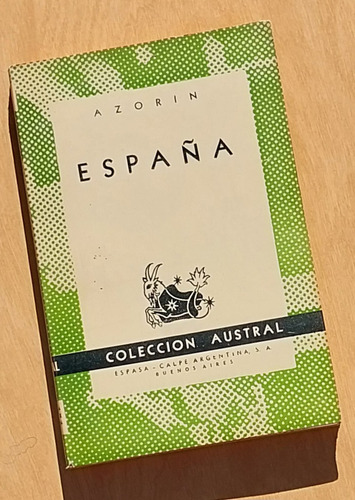 AZORIN
ESPAÑA
COLECCION AUSTRAL
ESPASA - CALPE ARGENTINA, S. A.
BUENOS AIRES